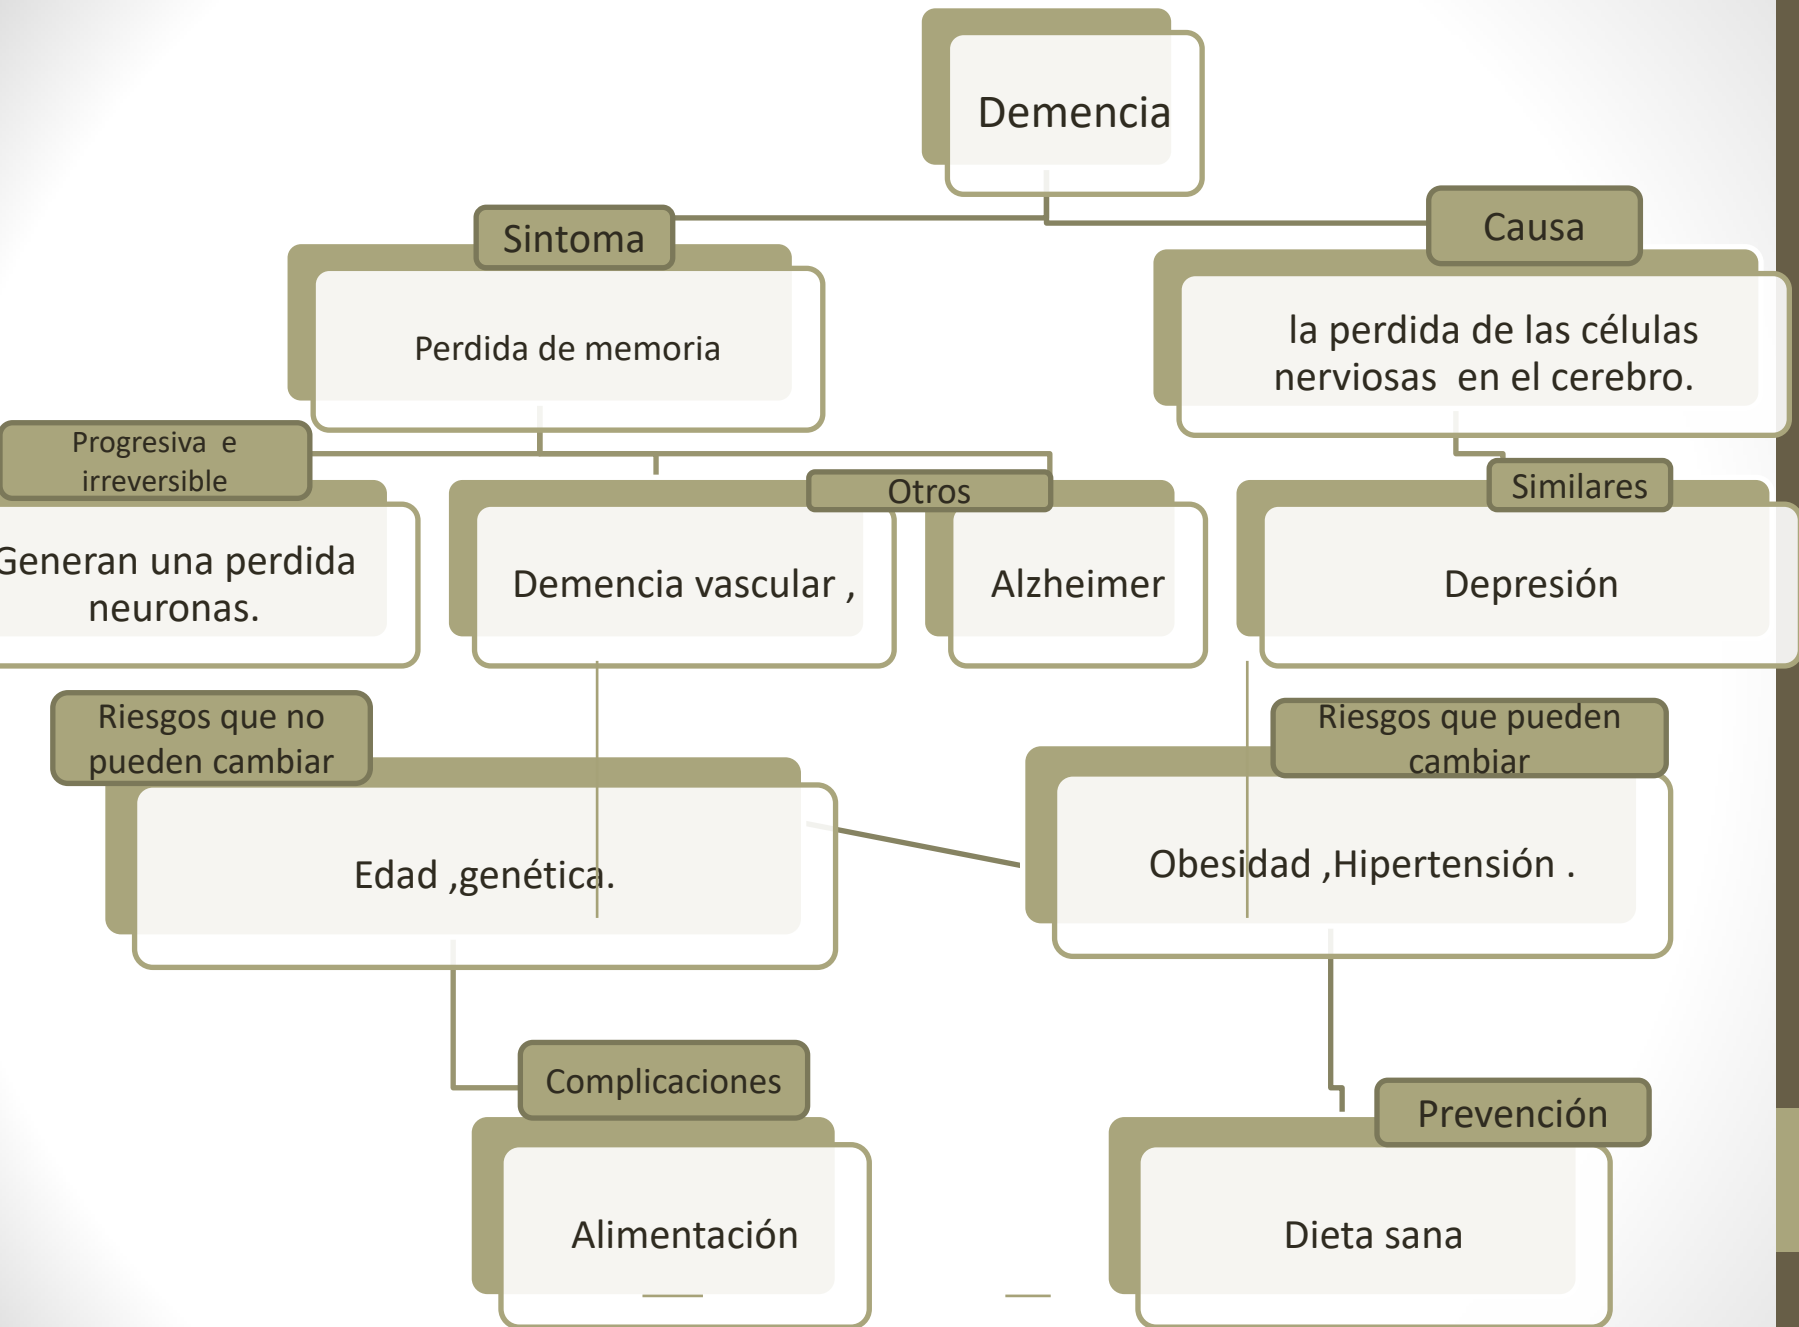 Demencia
Sintoma
Causa
Perdida de memoria
la perdida de las células
nerviosas en el cerebro.
Progresiva e
irreversible
Otros
Similares
Generan una perdida
neuronas.
Demencia vascular ,
Alzheimer
Depresión
Riesgos que no
pueden cambiar
Riesgos que pueden
cambiar
Edad ,genética.
Obesidad ,Hipertensión .
Complicaciones
Prevención
Alimentación
Dieta sana